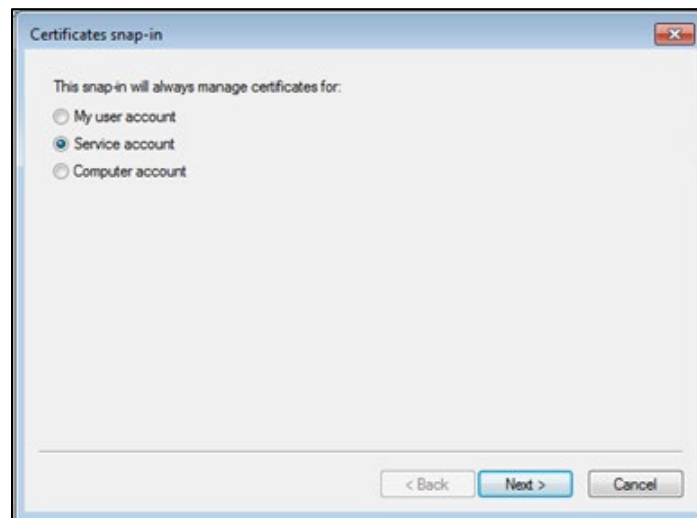 Certificates snap-in
This snap-in will always manage certificates for:
My user account
Service account
Computer account
< Back
Next >
Cancel